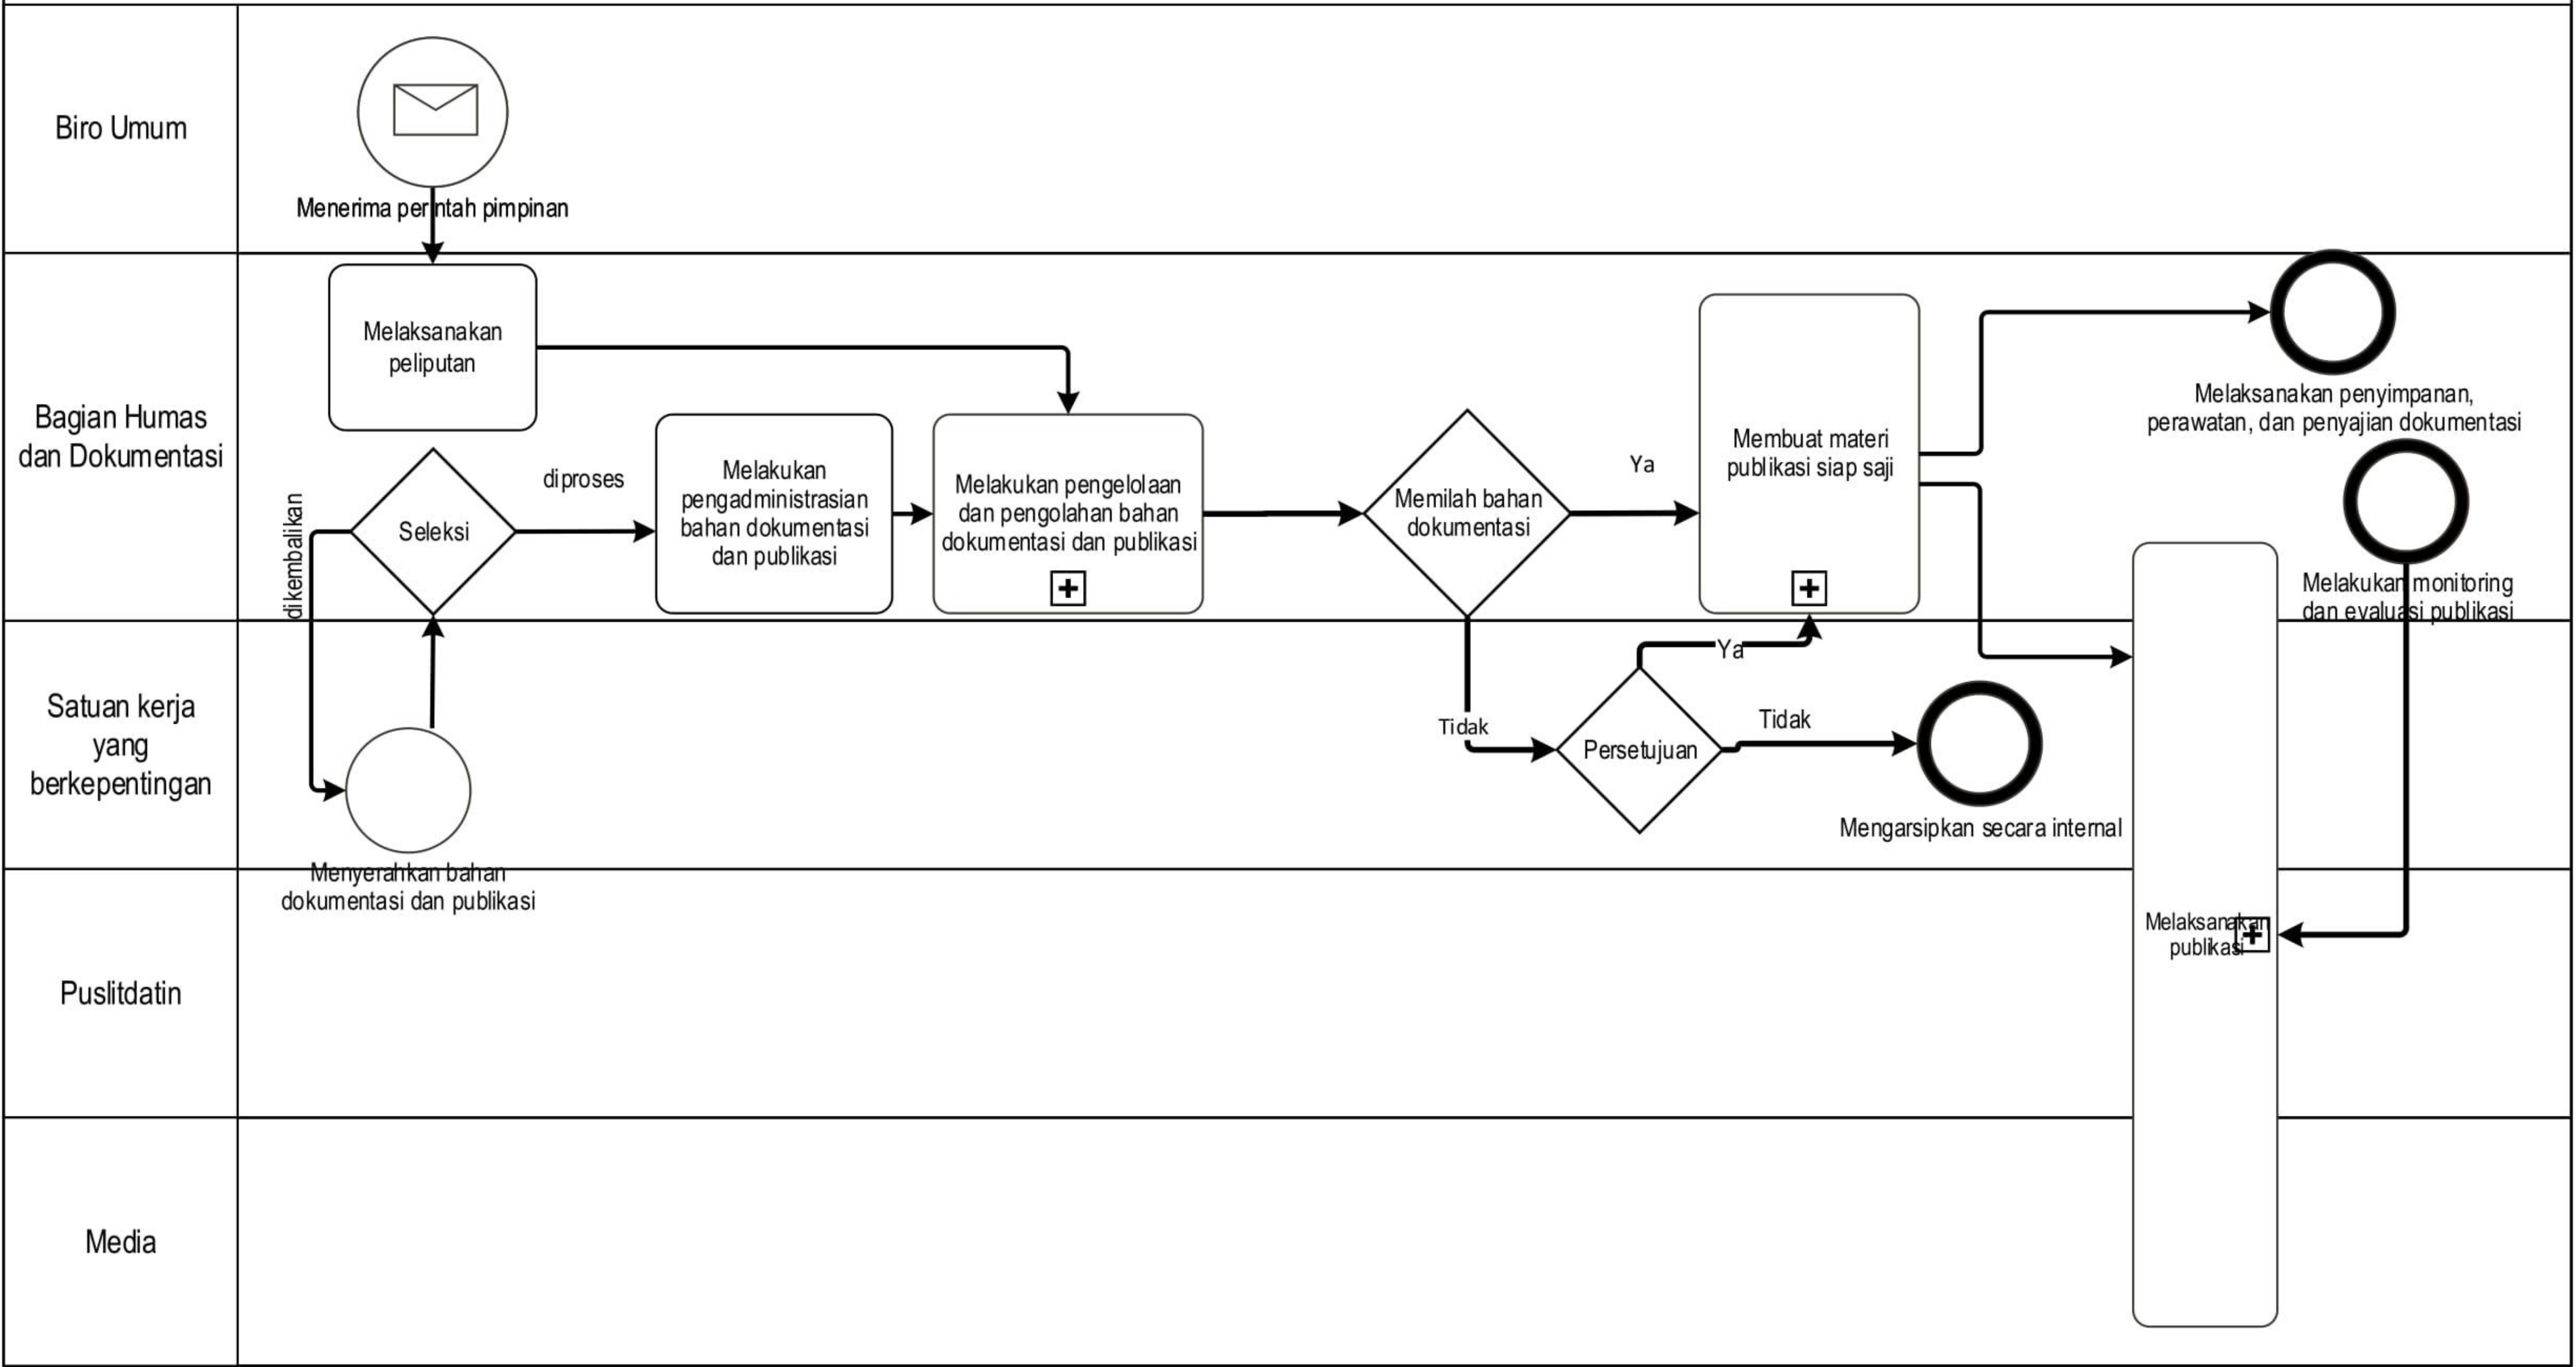 Biro Umum
Menerima perintah pimpinan
Bagian Humas
dan Dokumentasi
Melaksanakan
peliputan
Seleksi
diproses
dikembalikan
Melakukan
pengadministrasian
bahan dokumentasi
dan publikasi
Melakukan pengelolaan
dan pengolahan bahan
dokumentasi dan publikasi
Memilah bahan
dokumentasi
Ya
Membuat materi
publikasi siap saji
Melaksanakan penyimpanan,
perawatan, dan penyajian dokumentasi
Melakukan monitoring
dan evaluasi publikasi
Satuan kerja
yang
berkepentingan
Menyerahkan bahan
dokumentasi dan publikasi
Tidak
Persetujuan
Ya
Tidak
Mengarsipkan secara internal
Puslitdatin
Melaksanakan
publikasi
Media